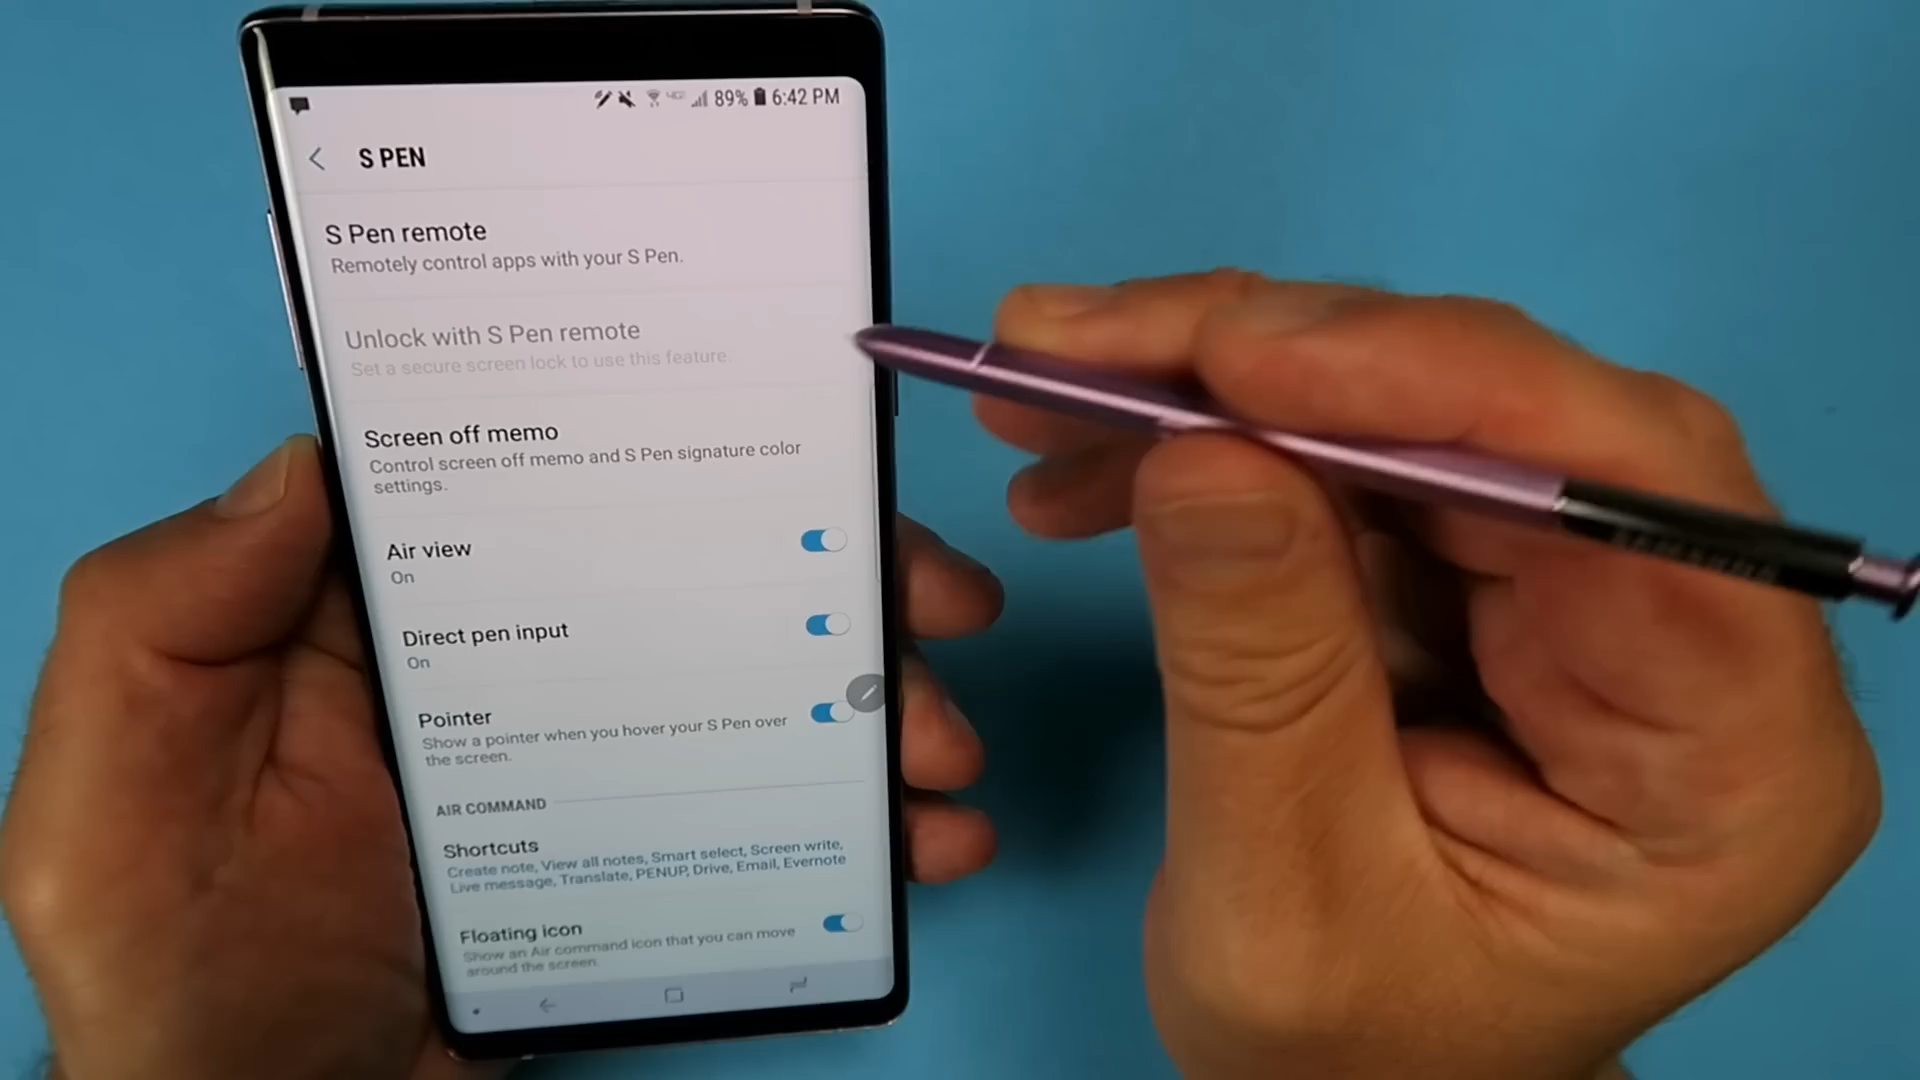 89% 6:42 PM
S PEN
S Pen remote
Remotely control apps with your S Pen.
Unlock with S Pen remote
Set a secure screen lock to use this feature.
Screen off memo
Control screen off memo and S Pen signature color
settings.
Air view
On
Direct pen input
On
Pointer
Show a pointer when you hover your S Pen over
the screen.
AIR COMMAND
Shortcuts
Create note, View all notes, Smart select, Screen write,
Live message, Translate, PENUP, Drive, Email, Evernote
Floating icon
Show an Air command icon that you can move
around the screen.
SAMSUNG